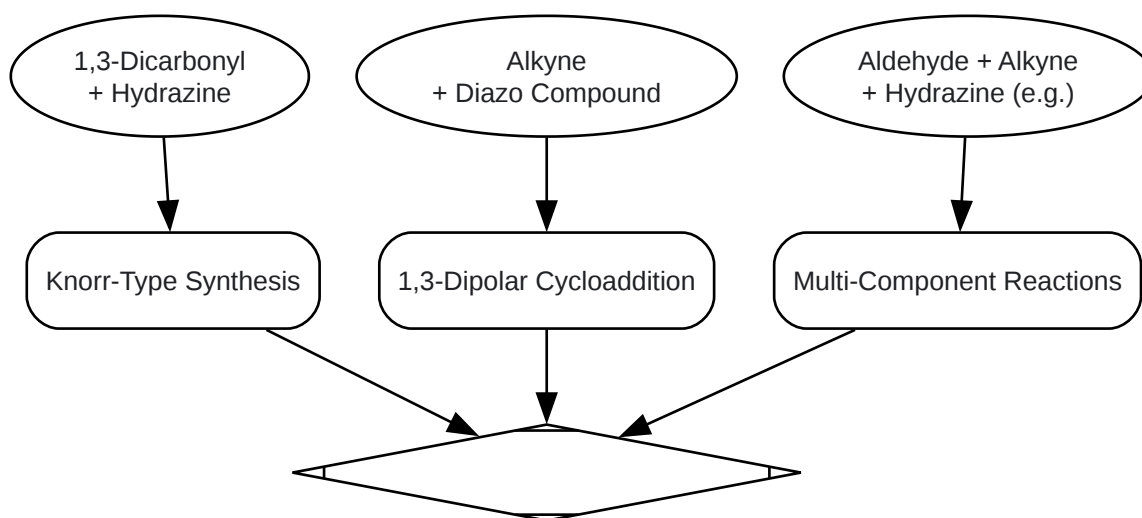 1,3-Dicarbonyl
+ Hydrazine
Alkyne
+ Diazo Compound
Aldehyde + Alkyne
+ Hydrazine (e.g.)
Knorr-Type Synthesis
1,3-Dipolar Cycloaddition
Multi-Component Reactions